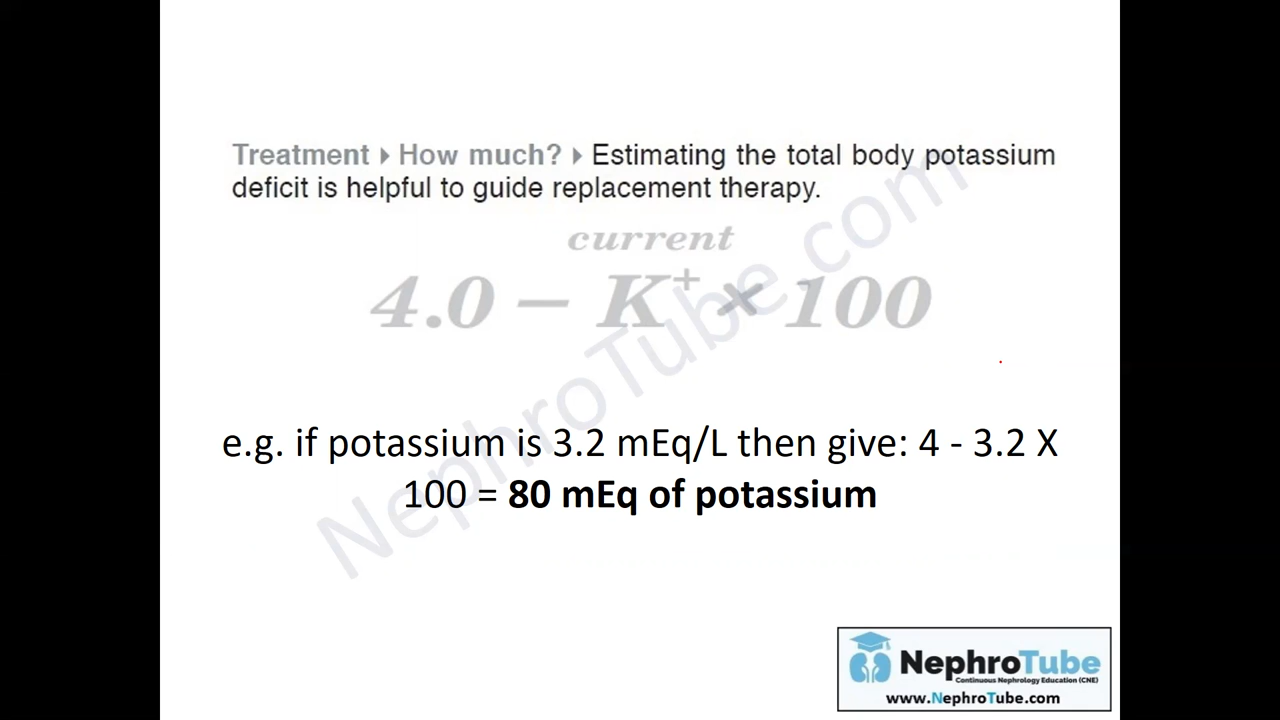 Treatment ▸ How much? ▸ Estimating the total body potassium
deficit is helpful to guide replacement therapy.
current
4.0 – K+ × 100
e.g. if potassium is 3.2 mEq/L then give: 4 - 3.2 X
100 = 80 mEq of potassium
NephroTube.com
NephroTube
Continuous Nephrology Education (CNE)
www.NephroTube.com